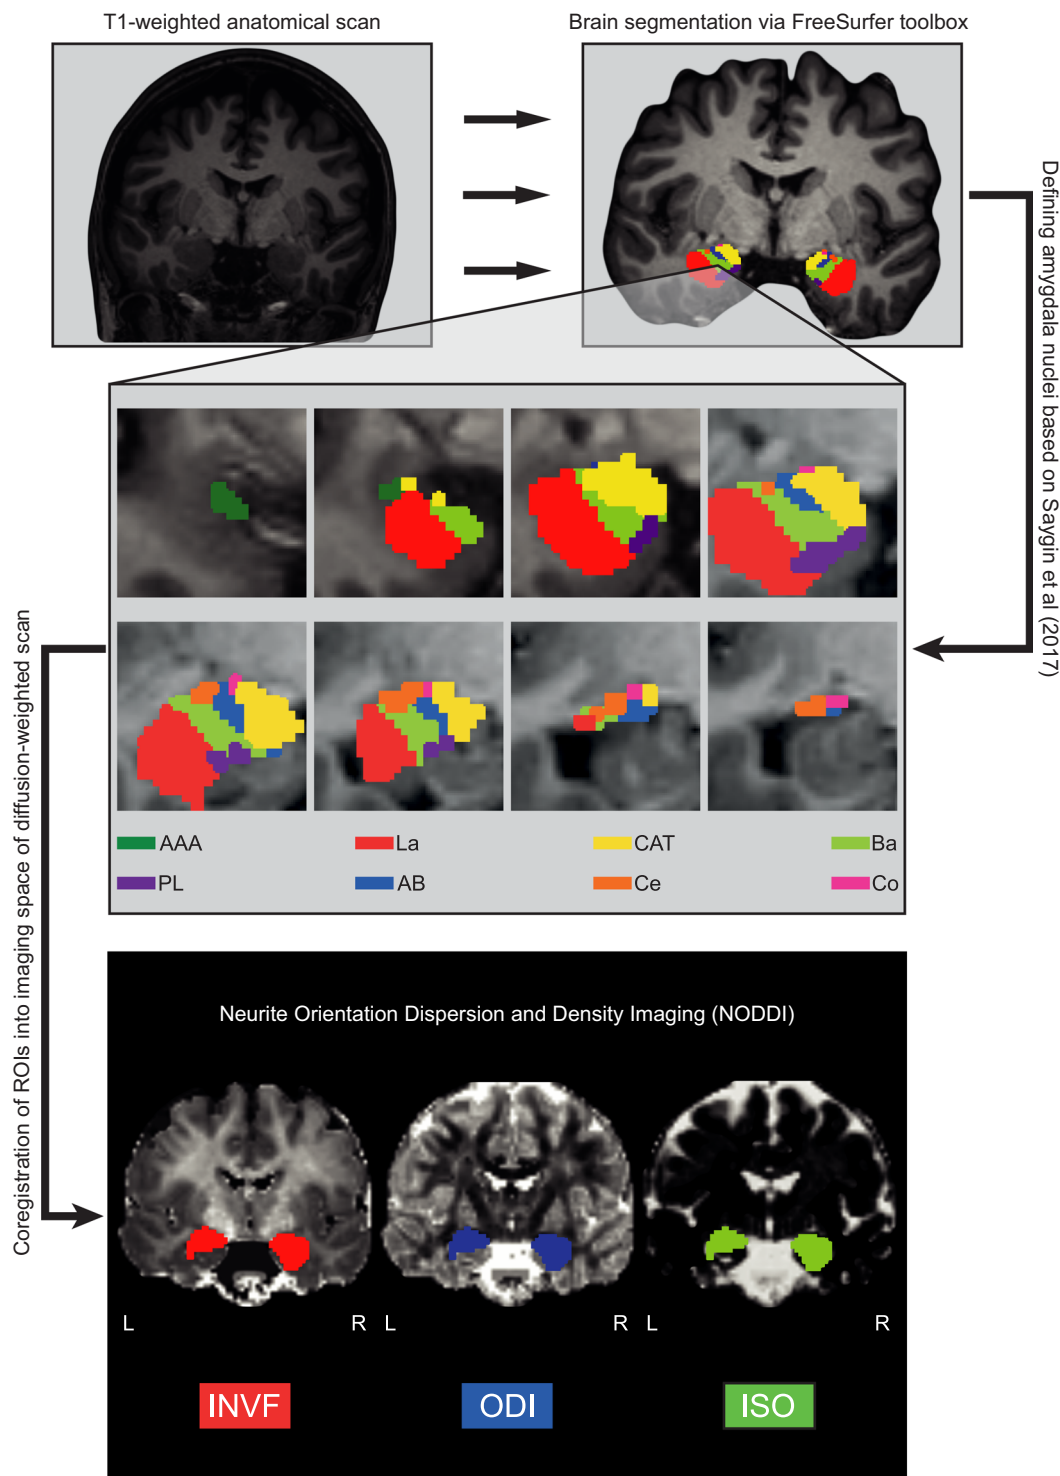 T1-weighted anatomical scan
Brain segmentation via FreeSurfer toolbox
Defining amygdala nuclei based on Saygin et al (2017)
AAA
La
CAT
Ba
PL
AB
Ce
Co
Coregistration of ROIs into imaging space of diffusion-weighted scan
Neurite Orientation Dispersion and Density Imaging (NODDI)
L
R
L
R
L
R
INVF
ODI
ISO